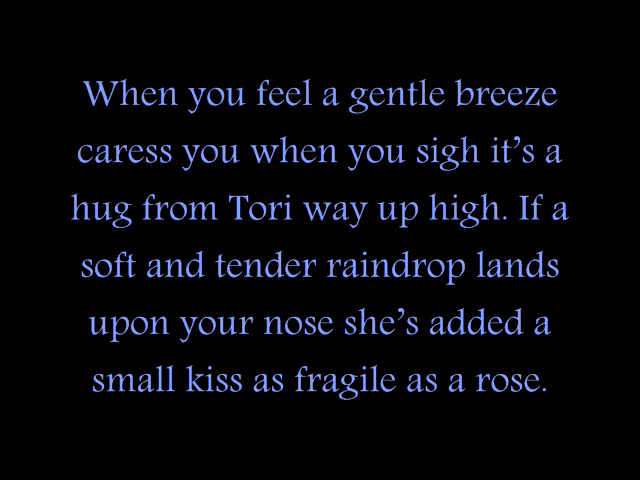 When you feel a gentle breeze
caress you when you sigh it’s a
hug from Tori way up high. If a
soft and tender raindrop lands
upon your nose she’s added a
small kiss as fragile as a rose.